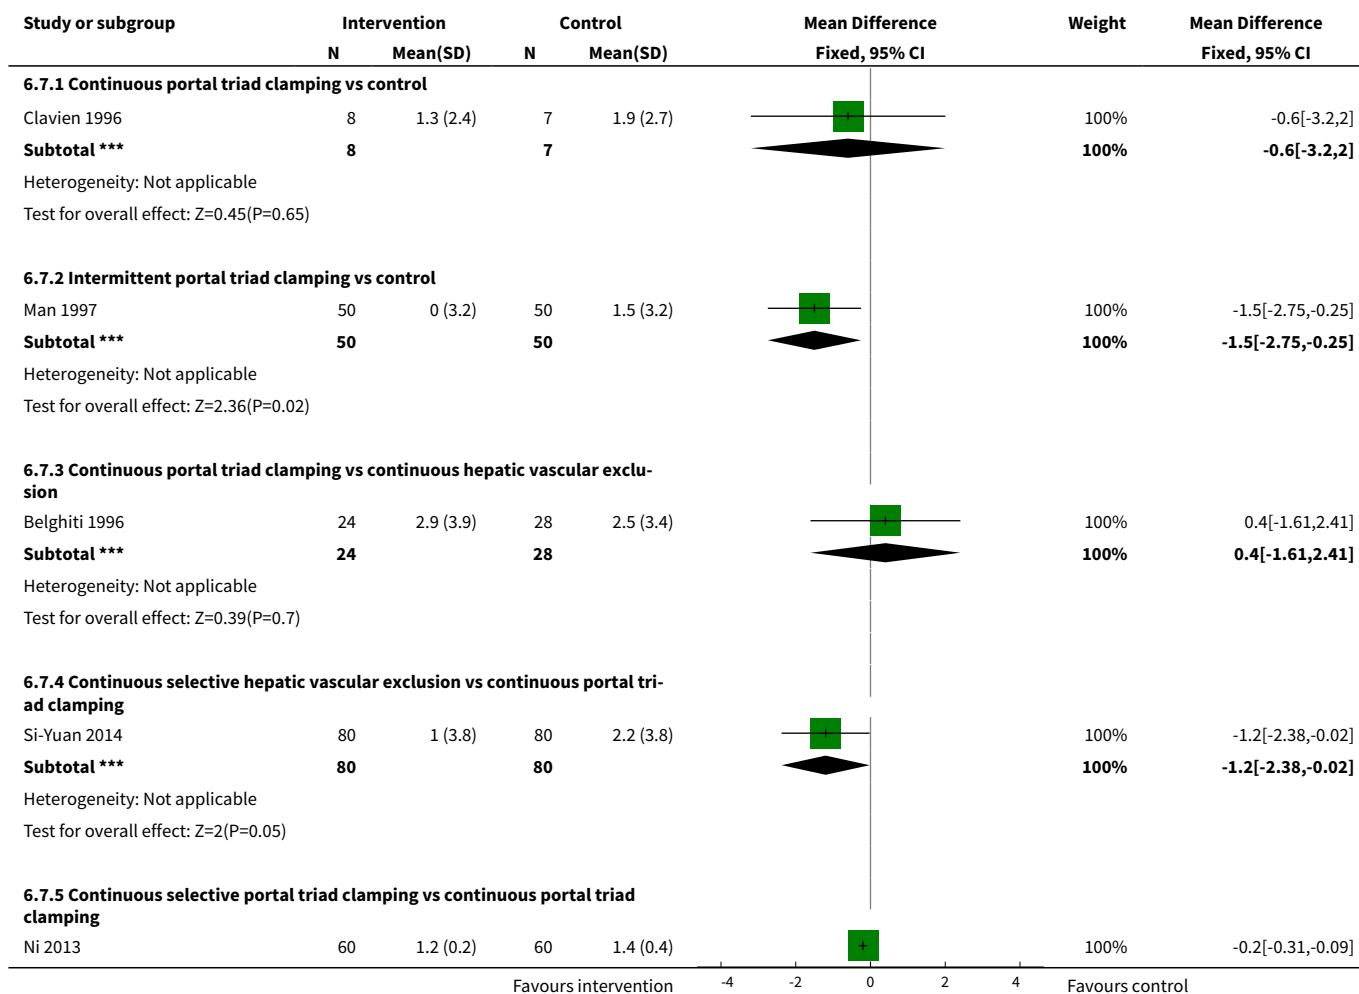 Study or subgroup Intervention Control Mean Difference Weight Mean Difference
N Mean(SD) N Mean(SD) Fixed, 95% CI Fixed, 95% CI
6.7.1 Continuous portal triad clamping vs control
Clavien 1996 8 1.3 (2.4) 7 1.9 (2.7) 100% -0.6[-3.2,2]
Subtotal *** 8 7 100% -0.6[-3.2,2]
Heterogeneity: Not applicable
Test for overall effect: Z=0.45(P=0.65)
6.7.2 Intermittent portal triad clamping vs control
Man 1997 50 0 (3.2) 50 1.5 (3.2) 100% -1.5[-2.75,-0.25]
Subtotal *** 50 50 100% -1.5[-2.75,-0.25]
Heterogeneity: Not applicable
Test for overall effect: Z=2.36(P=0.02)
6.7.3 Continuous portal triad clamping vs continuous hepatic vascular exclu-
sion
Belghiti 1996 24 2.9 (3.9) 28 2.5 (3.4) 100% 0.4[-1.61,2.41]
Subtotal *** 24 28 100% 0.4[-1.61,2.41]
Heterogeneity: Not applicable
Test for overall effect: Z=0.39(P=0.7)
6.7.4 Continuous selective hepatic vascular exclusion vs continuous portal tri-
ad clamping
Si-Yuan 2014 80 1 (3.8) 80 2.2 (3.8) 100% -1.2[-2.38,-0.02]
Subtotal *** 80 80 100% -1.2[-2.38,-0.02]
Heterogeneity: Not applicable
Test for overall effect: Z=2(P=0.05)
6.7.5 Continuous selective portal triad clamping vs continuous portal triad
clamping
Ni 2013 60 1.2 (0.2) 60 1.4 (0.4) 100% -0.2[-0.31,-0.09]
Favours intervention -4 -2 0 2 4 Favours control